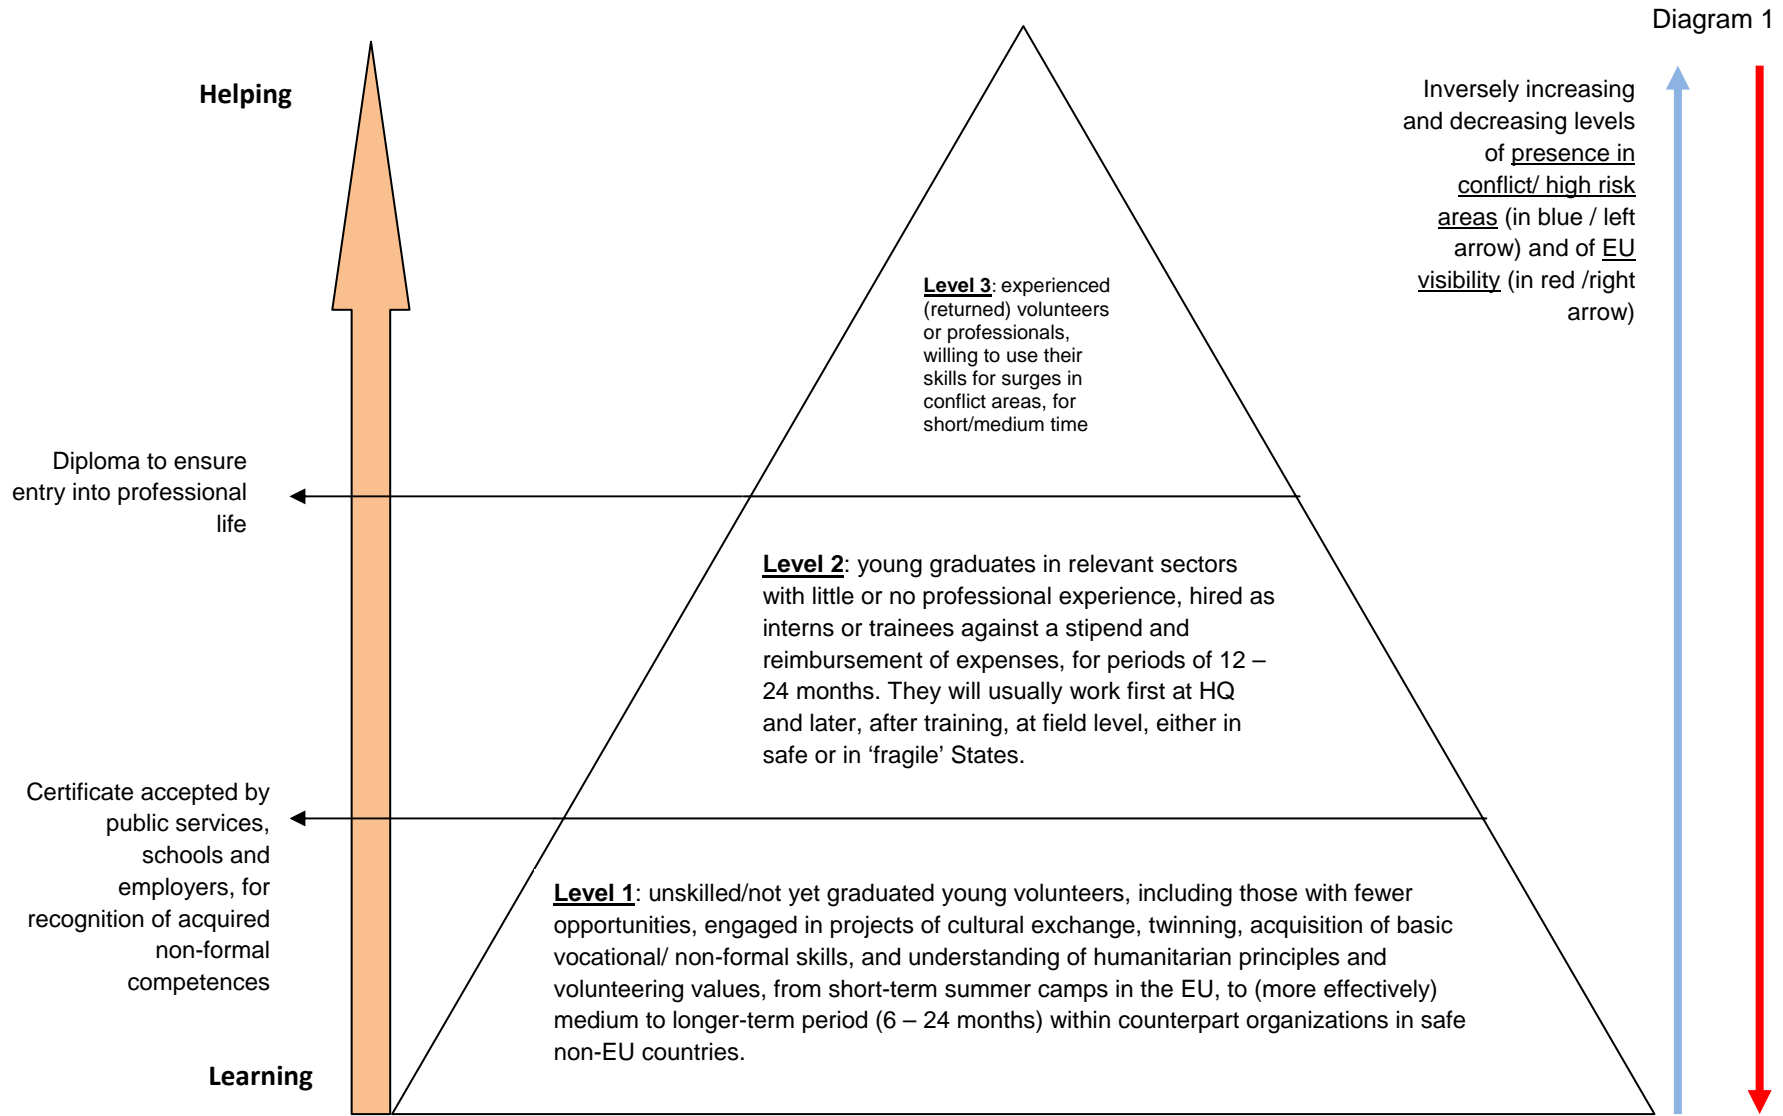 Diagram 1
Helping
Inversely increasing
and decreasing levels
of presence in
conflict/ high risk
areas (in blue / left
arrow) and of EU
visibility (in red /right
arrow)
Level 3: experienced
(returned) volunteers
or professionals,
willing to use their
skills for surges in
conflict areas, for
short/medium time
Diploma to ensure
entry into professional
life
Level 2: young graduates in relevant sectors
with little or no professional experience, hired as
interns or trainees against a stipend and
reimbursement of expenses, for periods of 12 –
24 months. They will usually work first at HQ
and later, after training, at field level, either in
safe or in ‘fragile’ States.
Certificate accepted by
public services,
schools and
employers, for
recognition of acquired
non-formal
competences
Level 1: unskilled/not yet graduated young volunteers, including those with fewer
opportunities, engaged in projects of cultural exchange, twinning, acquisition of basic
vocational/ non-formal skills, and understanding of humanitarian principles and
volunteering values, from short-term summer camps in the EU, to (more effectively)
medium to longer-term period (6 – 24 months) within counterpart organizations in safe
non-EU countries.
Learning